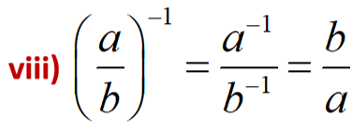 viii) (a/b)⁻¹ = a⁻¹/b⁻¹ = b/a